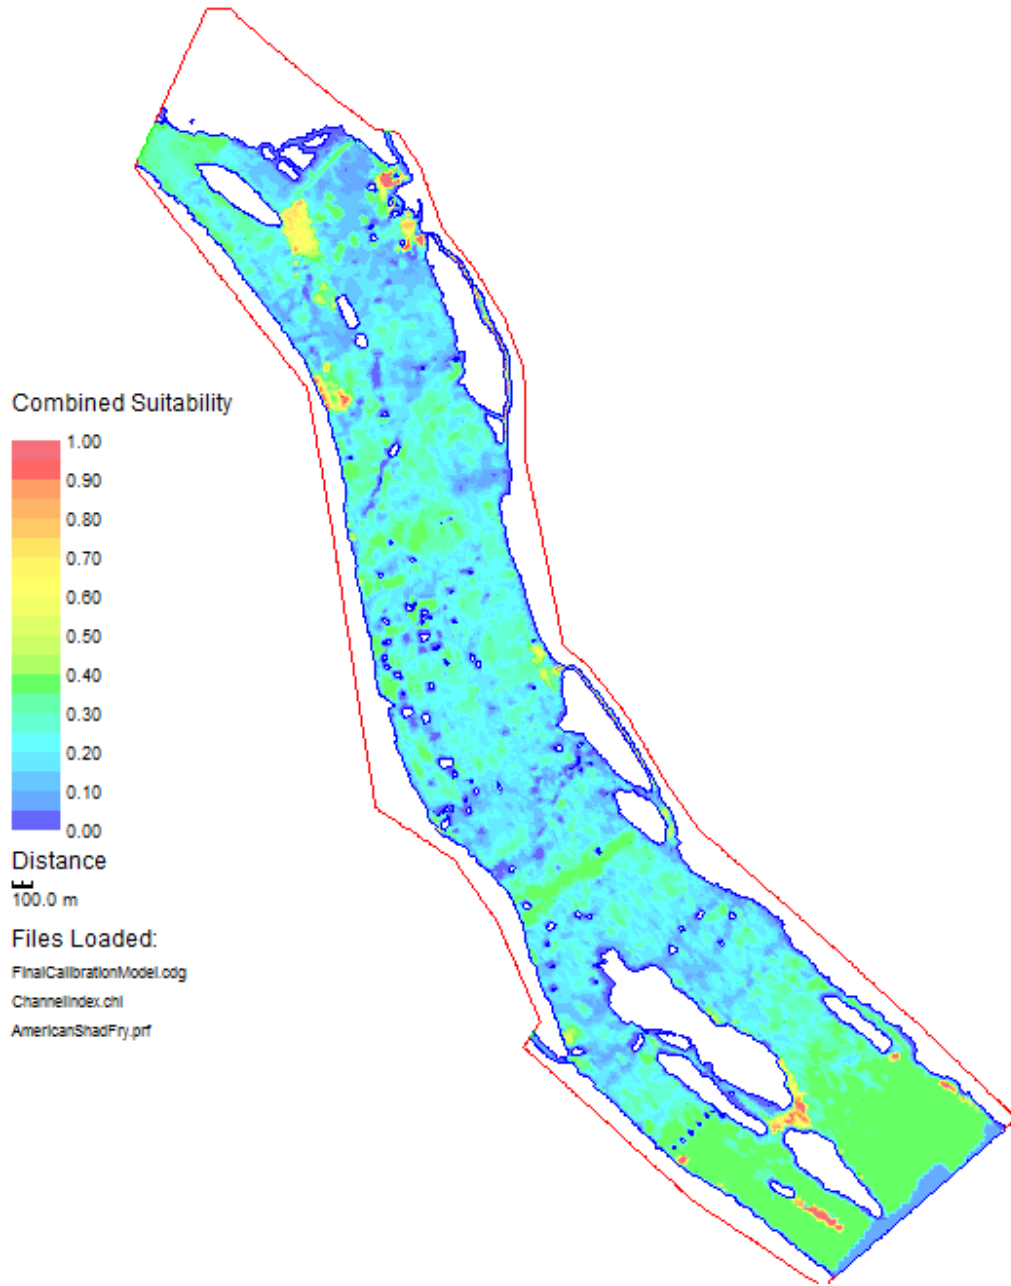 Combined Suitability
1.00
0.90
0.80
0.70
0.60
0.50
0.40
0.30
0.20
0.10
0.00
Distance
100.0 m
Files Loaded:
FinalCalibrationModel.cdg
ChannelIndex.chi
AmericanShadFry.prf